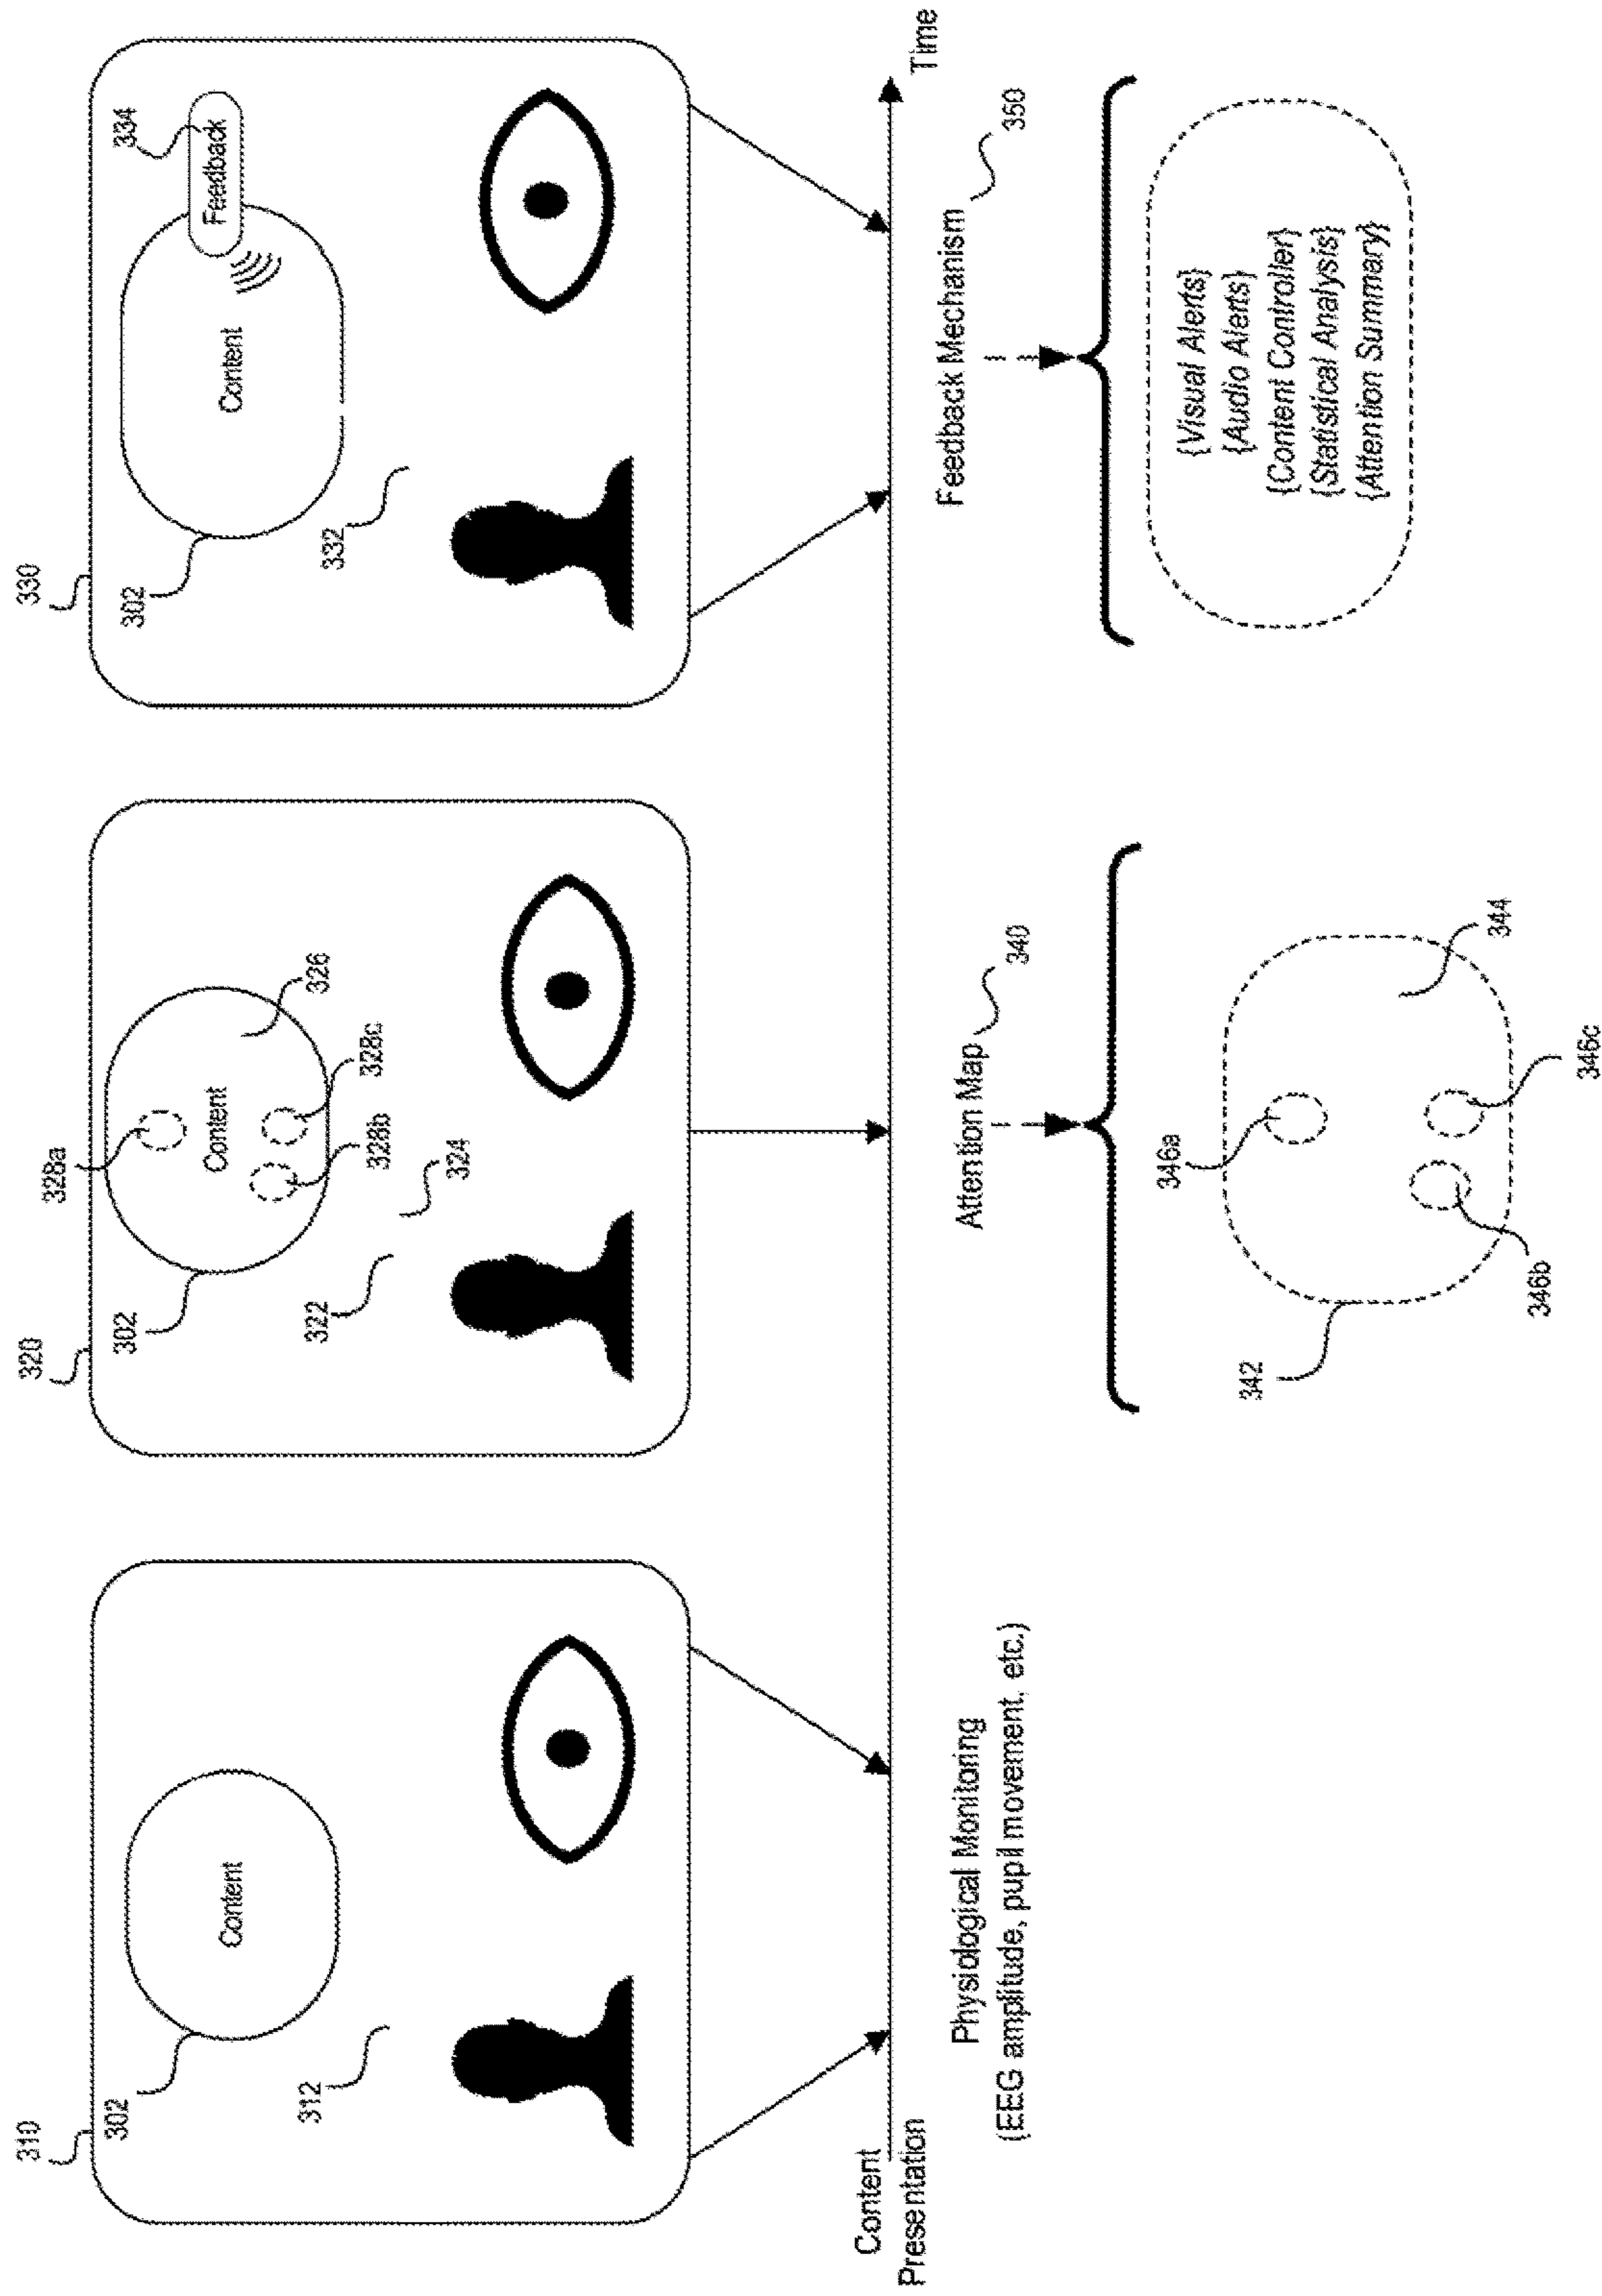 310
302
Content
312
320
302
328a
Content
326
328b
328c
322
324
330
302
Content
334
Feedback
332
Content
Presentation
Time
Physiological Monitoring
(EEG amplitude, pupil movement, etc.)
Attention Map
340
342
344
346a
346b
346c
Feedback Mechanism
350
{Visual Alerts}
{Audio Alerts}
{Content Controller}
{Statistical Analysis}
{Attention Summary}